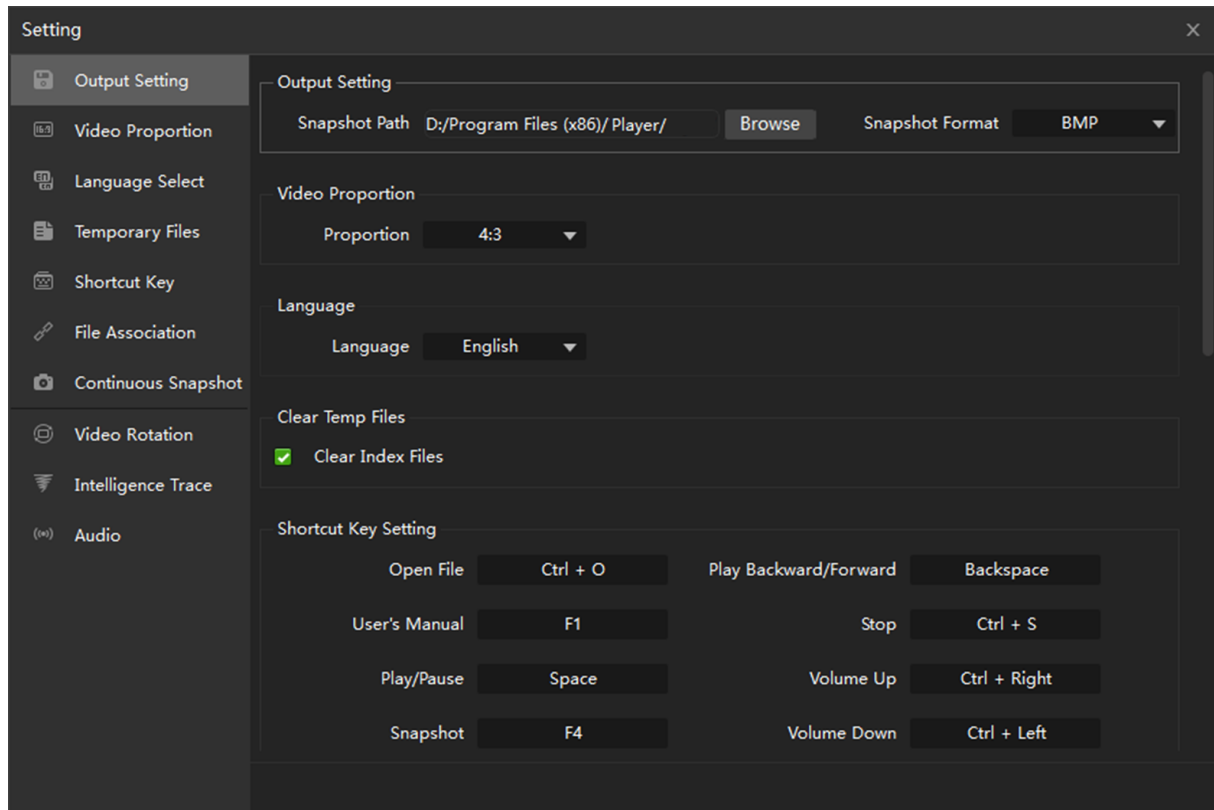 Setting
Output Setting
Video Proportion
Language Select
Temporary Files
Shortcut Key
File Association
Continuous Snapshot
Video Rotation
Intelligence Trace
Audio
Output Setting
Snapshot Path D:/Program Files (x86)/ Player/ Browse Snapshot Format BMP
Video Proportion
Proportion 4:3
Language
Language English
Clear Temp Files
Clear Index Files
Shortcut Key Setting
Open File Ctrl + O Play Backward/Forward Backspace
User's Manual F1 Stop Ctrl + S
Play/Pause Space Volume Up Ctrl + Right
Snapshot F4 Volume Down Ctrl + Left